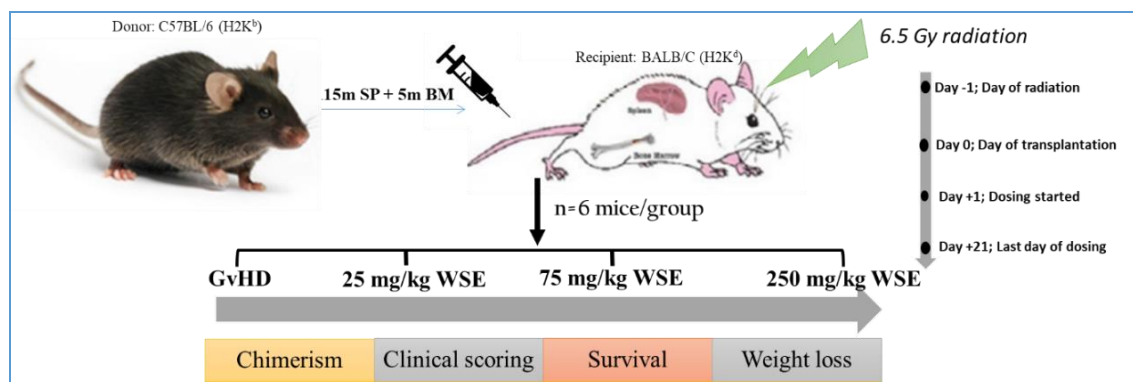 Donor: C57BL/6 (H2Kᵇ)
15m SP + 5m BM
Recipient: BALB/C (H2Kᵈ)
6.5 Gy radiation
Spleen
Bone Marrow
Day -1; Day of radiation
Day 0; Day of transplantation
Day +1; Dosing started
Day +21; Last day of dosing
n=6 mice/group
GvHD 25 mg/kg WSE 75 mg/kg WSE 250 mg/kg WSE
Chimerism Clinical scoring Survival Weight loss